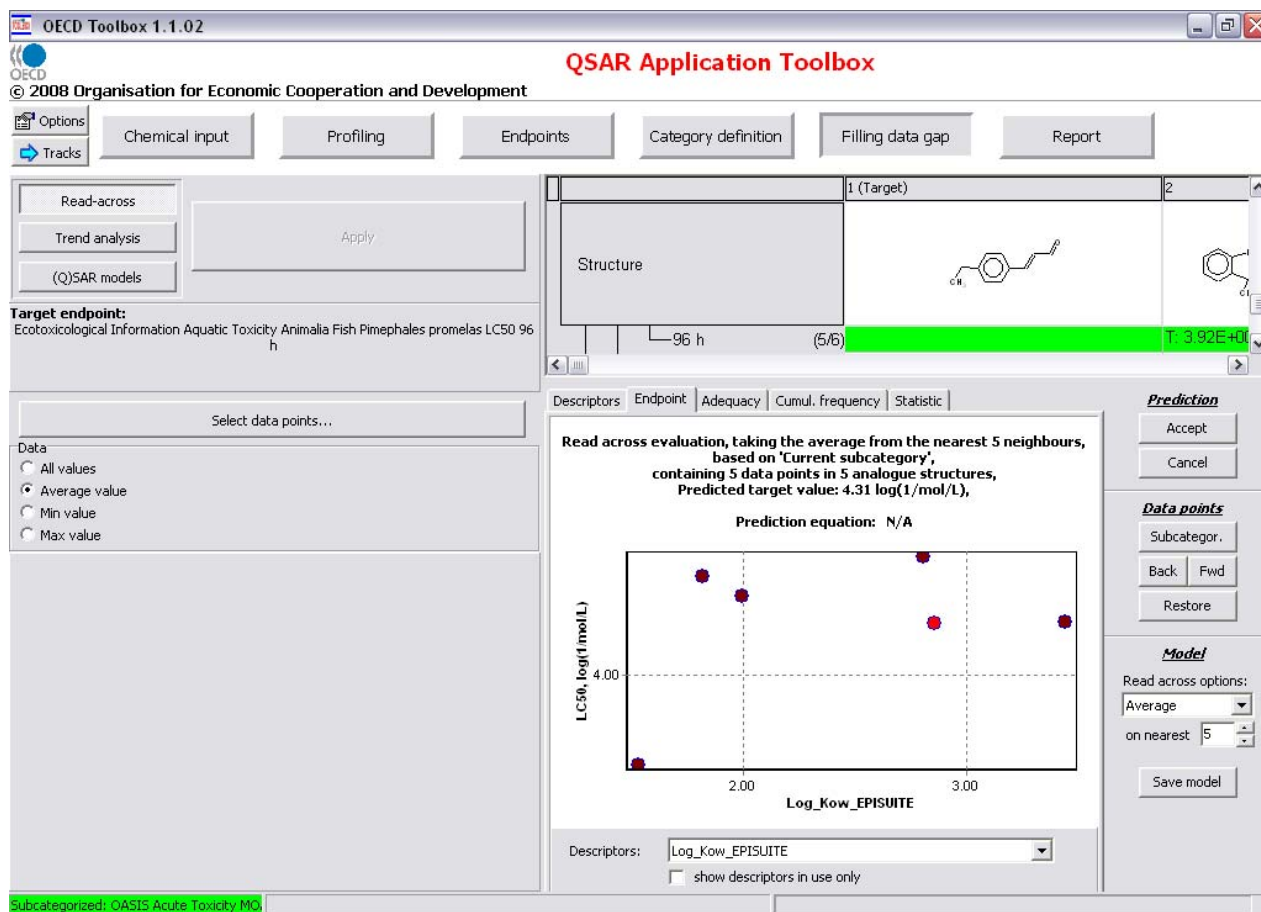 OECD Toolbox 1.1.02
OECD
QSAR Application Toolbox
© 2008 Organisation for Economic Cooperation and Development
Options
Tracks
Chemical input
Profiling
Endpoints
Category definition
Filling data gap
Report
Read-across
Trend analysis
(Q)SAR models
Apply
Target endpoint:
Ecotoxicological Information Aquatic Toxicity Animalia Fish Pimephales promelas LC50 96
h
1 (Target)
2
Structure
CH
96 h
(5/6)
T: 3.92E+00
Select data points...
Data
All values
Average value
Min value
Max value
Descriptors
Endpoint
Adequacy
Cumul. frequency
Statistic
Read across evaluation, taking the average from the nearest 5 neighbours,
based on 'Current subcategory',
containing 5 data points in 5 analogue structures,
Predicted target value: 4.31 log(1/mol/L),
Prediction equation: N/A
LC50, log(1/mol/L)
4.00
2.00
3.00
Log_Kow_EPISUITE
Descriptors:
Log_Kow_EPISUITE
show descriptors in use only
Prediction
Accept
Cancel
Data points
Subcategor.
Back
Fwd
Restore
Model
Read across options:
Average
on nearest
5
Save model
Subcategorized: OASIS Acute Toxicity MO